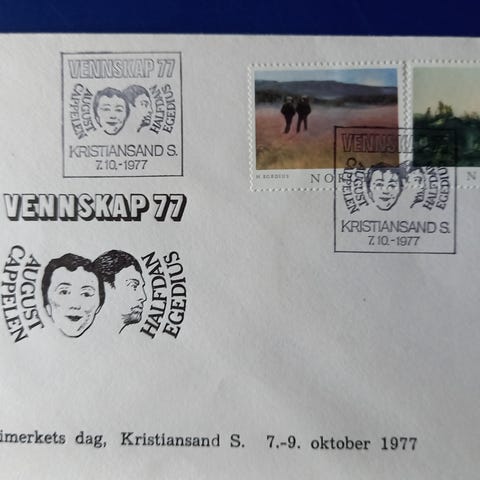 VENNSKAP 77
AUGUST CAPPELEN
HALFDAN EGEDIUS
KRISTIANSAND S.
7.10.-1977
H EGEDIUS
NOR
N
VENNSKAP 77
AUGUST CAPPELEN
HALFDAN EGEDIUS
KRISTIANSAND S.
7.10.-1977
VENNSKAP 77
AUGUST CAPPELEN
HALFDAN EGEDIUS
imerkets dag, Kristiansand S. 7.-9. oktober 1977